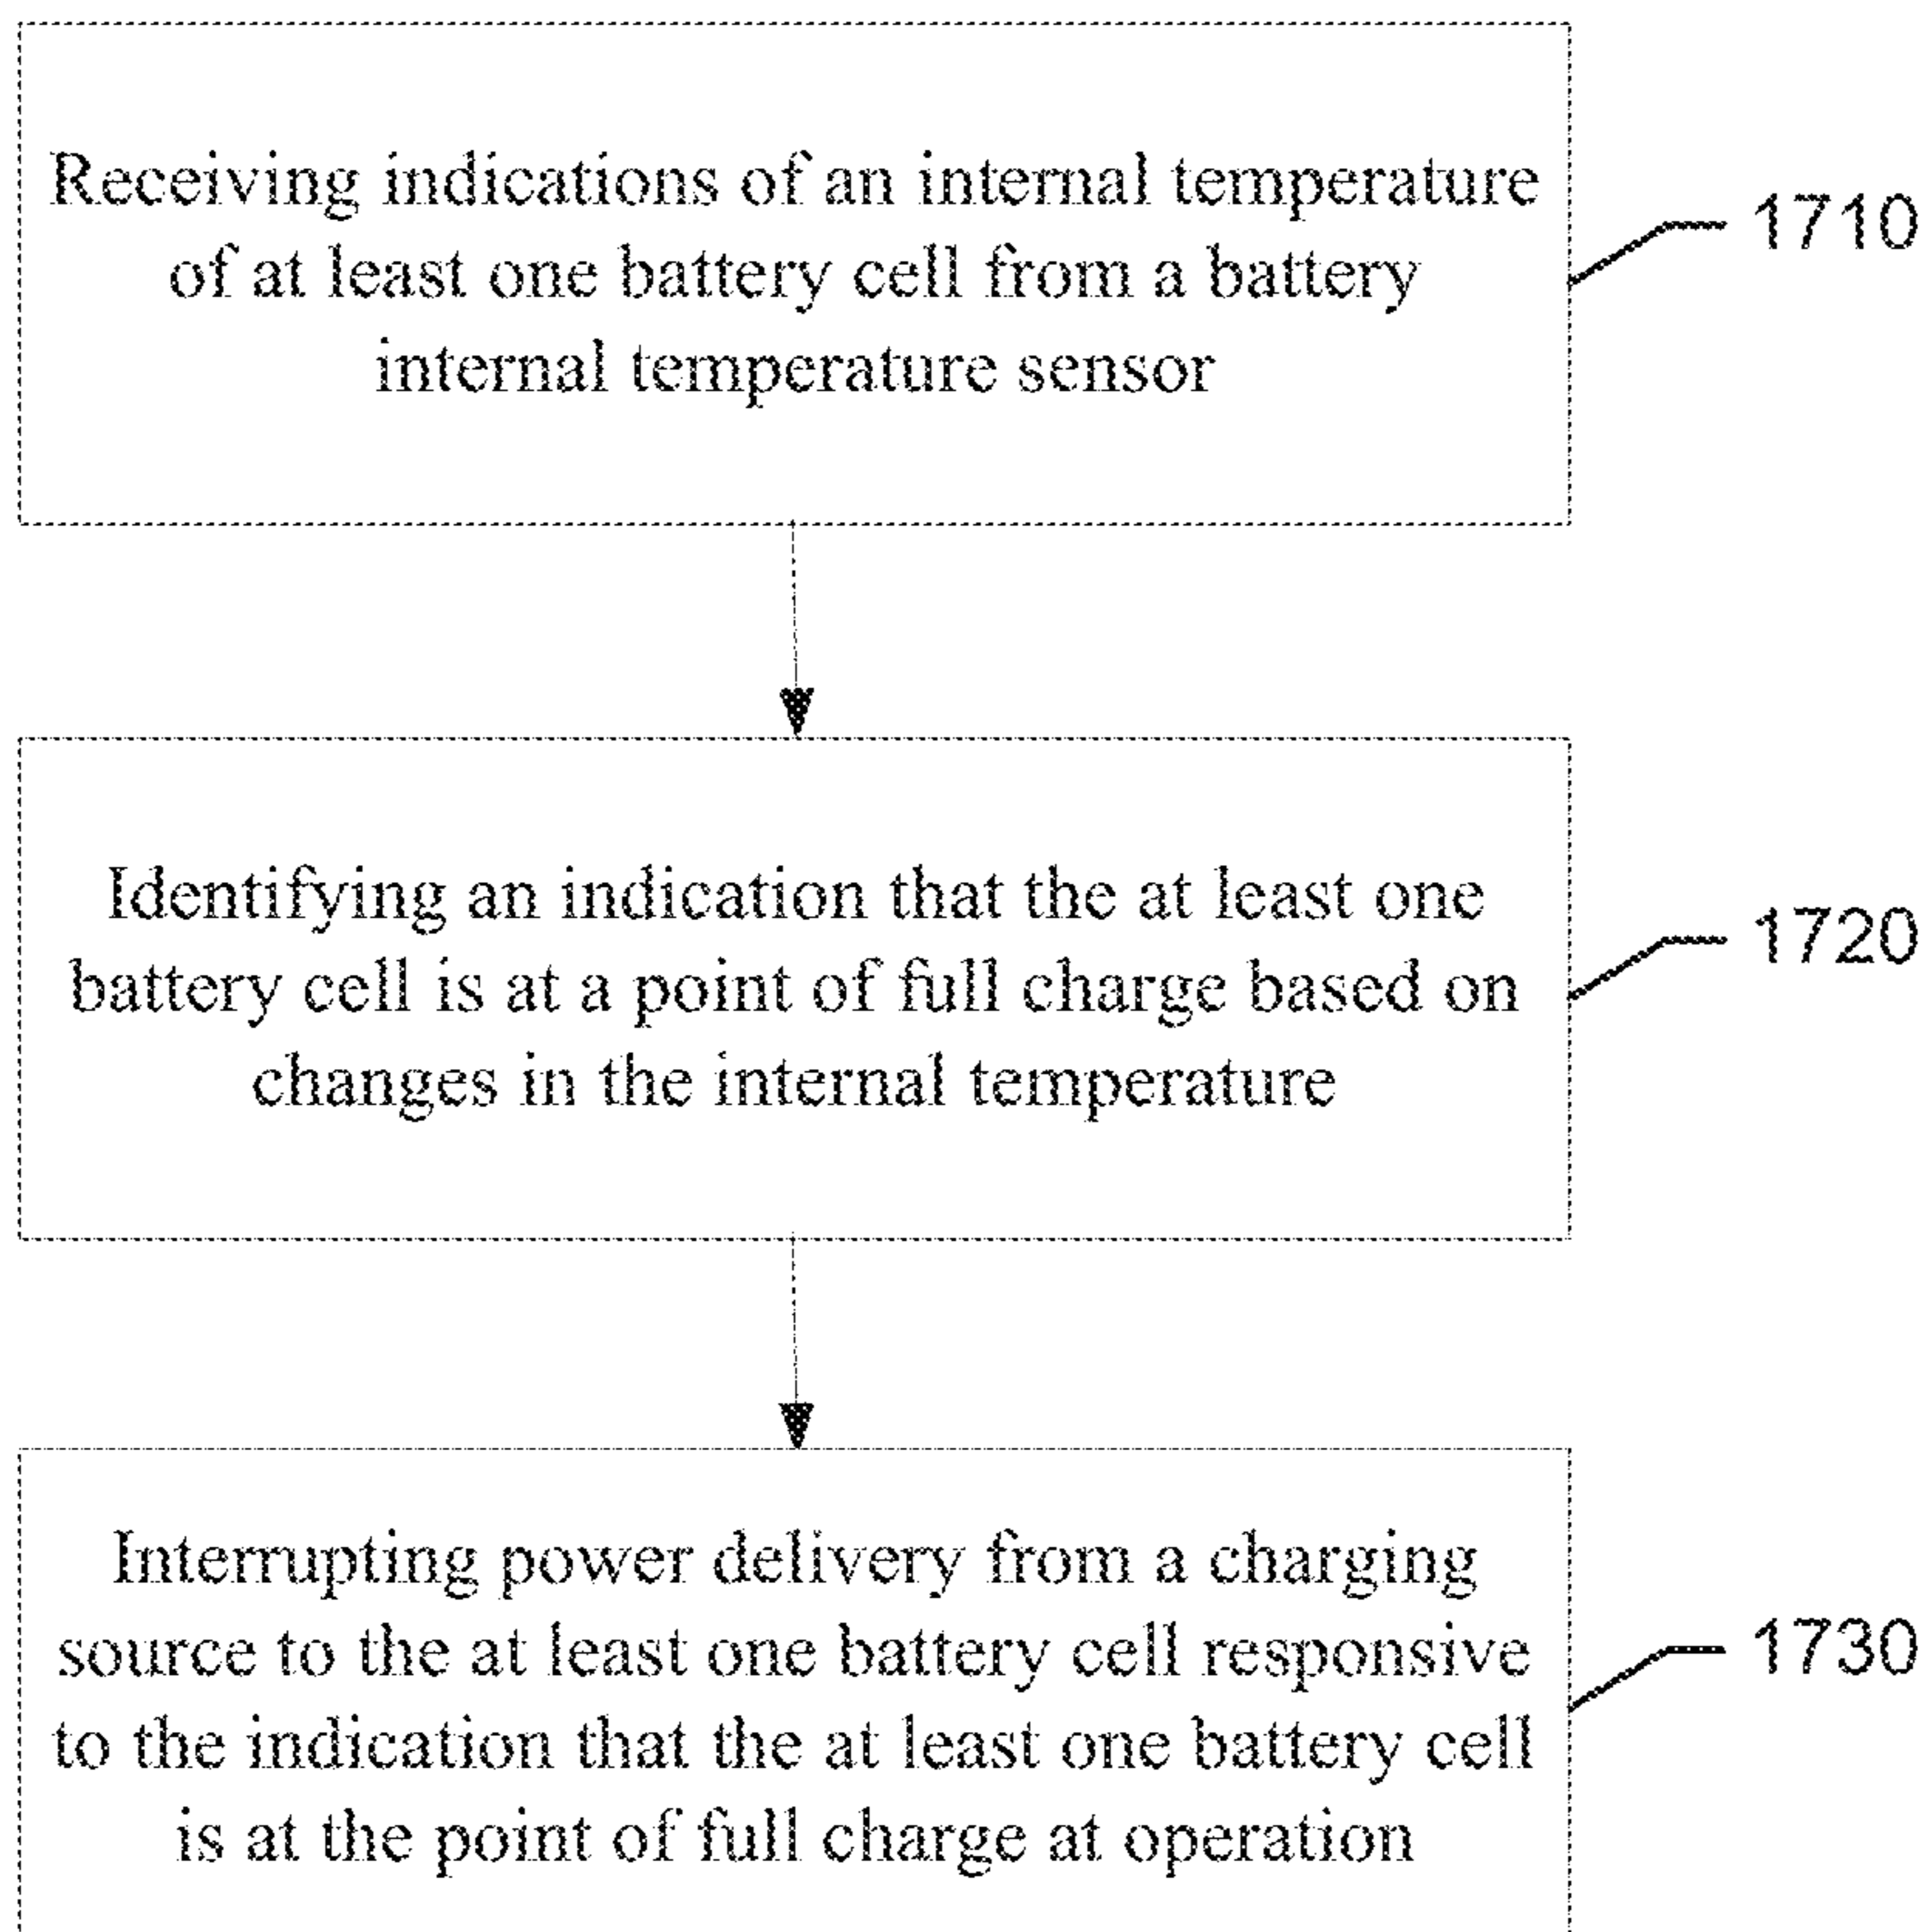 Receiving indications of an internal temperature
of at least one battery cell from a battery
internal temperature sensor
1710
Identifying an indication that the at least one
battery cell is at a point of full charge based on
changes in the internal temperature
1720
Interrupting power delivery from a charging
source to the at least one battery cell responsive
to the indication that the at least one battery cell
is at the point of full charge at operation
1730